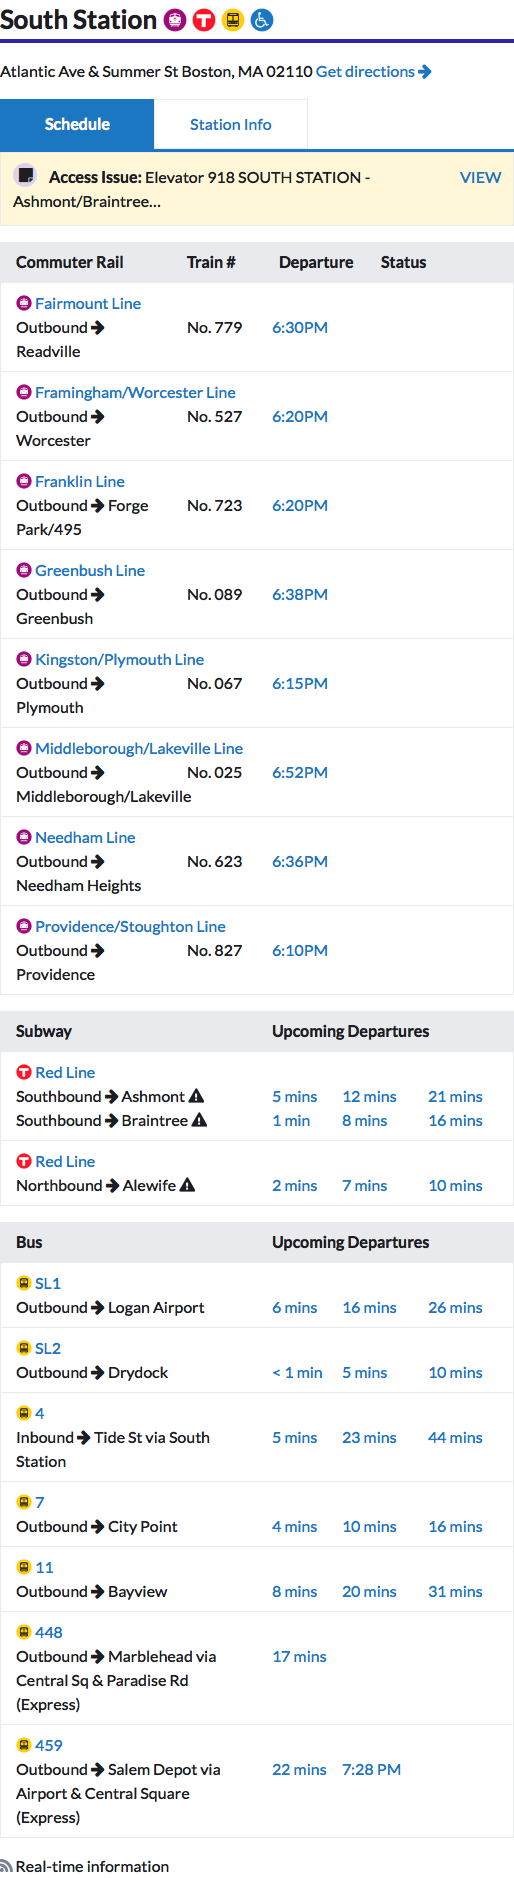 South Station
Atlantic Ave & Summer St Boston, MA 02110 Get directions
Schedule Station Info
Access Issue: Elevator 918 SOUTH STATION - VIEW
Ashmont/Braintree...
Commuter Rail Train # Departure Status
Fairmount Line
Outbound No. 779 6:30PM
Readville
Framingham/Worcester Line
Outbound No. 527 6:20PM
Worcester
Franklin Line
Outbound Forge No. 723 6:20PM
Park/495
Greenbush Line
Outbound No. 089 6:38PM
Greenbush
Kingston/Plymouth Line
Outbound No. 067 6:15PM
Plymouth
Middleborough/Lakeville Line
Outbound No. 025 6:52PM
Middleborough/Lakeville
Needham Line
Outbound No. 623 6:36PM
Needham Heights
Providence/Stoughton Line
Outbound No. 827 6:10PM
Providence
Subway Upcoming Departures
Red Line
Southbound Ashmont 5 mins 12 mins 21 mins
Southbound Braintree 1 min 8 mins 16 mins
Red Line
Northbound Alewife 2 mins 7 mins 10 mins
Bus Upcoming Departures
SL1
Outbound Logan Airport 6 mins 16 mins 26 mins
SL2
Outbound Drydock < 1 min 5 mins 10 mins
4
Inbound Tide St via South 5 mins 23 mins 44 mins
Station
7
Outbound City Point 4 mins 10 mins 16 mins
11
Outbound Bayview 8 mins 20 mins 31 mins
448
Outbound Marblehead via 17 mins
Central Sq & Paradise Rd
(Express)
459
Outbound Salem Depot via 22 mins 7:28 PM
Airport & Central Square
(Express)
Real-time information